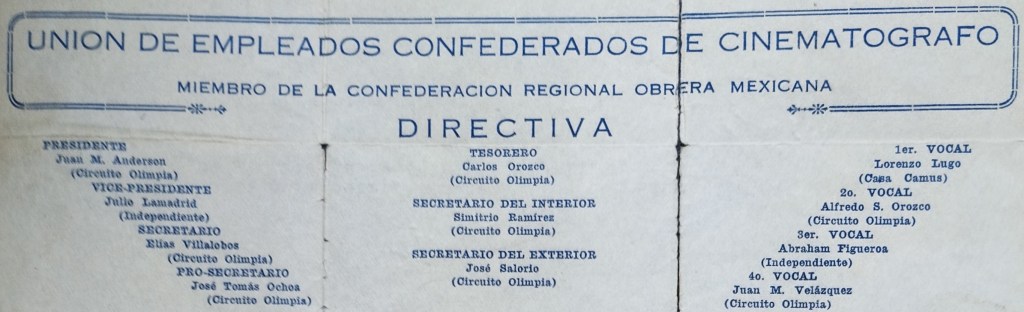 UNION DE EMPLEADOS CONFEDERADOS DE CINEMATOGRAFO
MIEMBRO DE LA CONFEDERACION REGIONAL OBRERA MEXICANA
DIRECTIVA
PRESIDENTE
Juan M. Anderson
(Circuito Olimpia)
VICE-PRESIDENTE
Julio Lamadrid
(Independiente)
SECRETARIO
Elías Villalobos
(Circuito Olimpia)
PRO-SECRETARIO
José Tomás Ochoa
(Circuito Olimpia)
TESORERO
Carlos Orozco
(Circuito Olimpia)
SECRETARIO DEL INTERIOR
Simitrio Ramírez
(Circuito Olimpia)
SECRETARIO DEL EXTERIOR
José Salorio
(Circuito Olimpia)
1er. VOCAL
Lorenzo Lugo
(Casa Camus)
2o. VOCAL
Alfredo S. Orozco
(Circuito Olimpia)
3er. VOCAL
Abraham Figueroa
(Independiente)
4o. VOCAL
Juan M. Velázquez
(Circuito Olimpia)